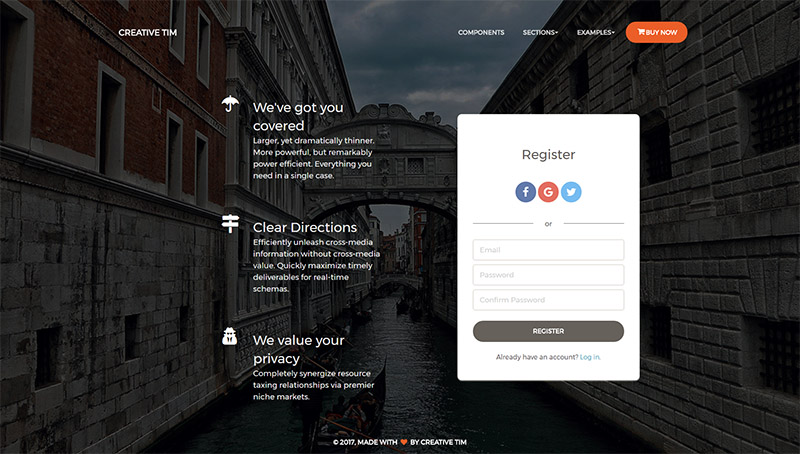 CREATIVE TIM
COMPONENTS
SECTIONS
EXAMPLES
BUY NOW
We've got you
covered
Larger, yet dramatically thinner.
More powerful, but remarkably
power efficient. Everything you
need in a single case.
Clear Directions
Efficiently unleash cross-media
information without cross-media
value. Quickly maximize timely
deliverables for real-time
schemas.
We value your
privacy
Completely synergize resource
taxing relationships via premier
niche markets.
Register
or
Email
Password
Confirm Password
REGISTER
Already have an account? Log in.
© 2017, MADE WITH BY CREATIVE TIM